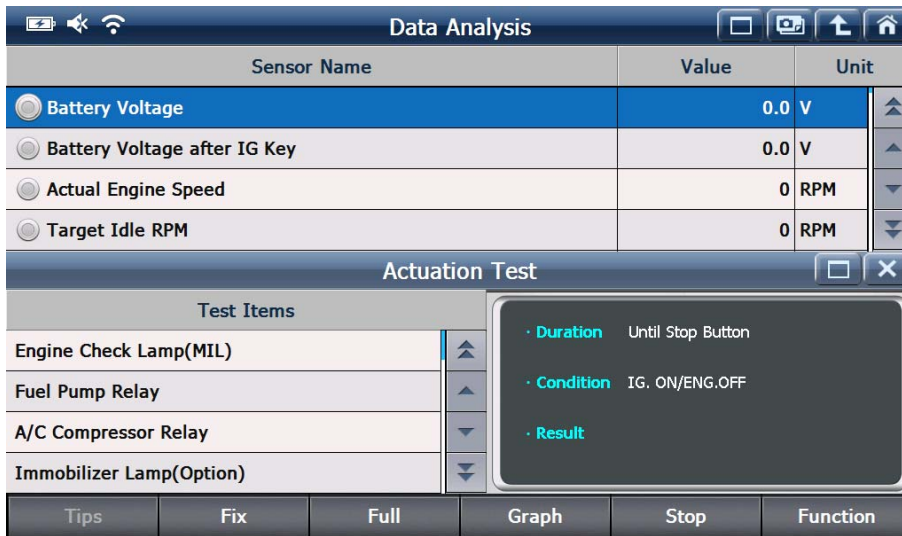 Data Analysis
Sensor Name Value Unit
Battery Voltage 0.0 V
Battery Voltage after IG Key 0.0 V
Actual Engine Speed 0 RPM
Target Idle RPM 0 RPM
Actuation Test
Test Items
Engine Check Lamp(MIL)
Fuel Pump Relay
A/C Compressor Relay
Immobilizer Lamp(Option)
· Duration Until Stop Button
· Condition IG. ON/ENG.OFF
· Result
Tips Fix Full Graph Stop Function